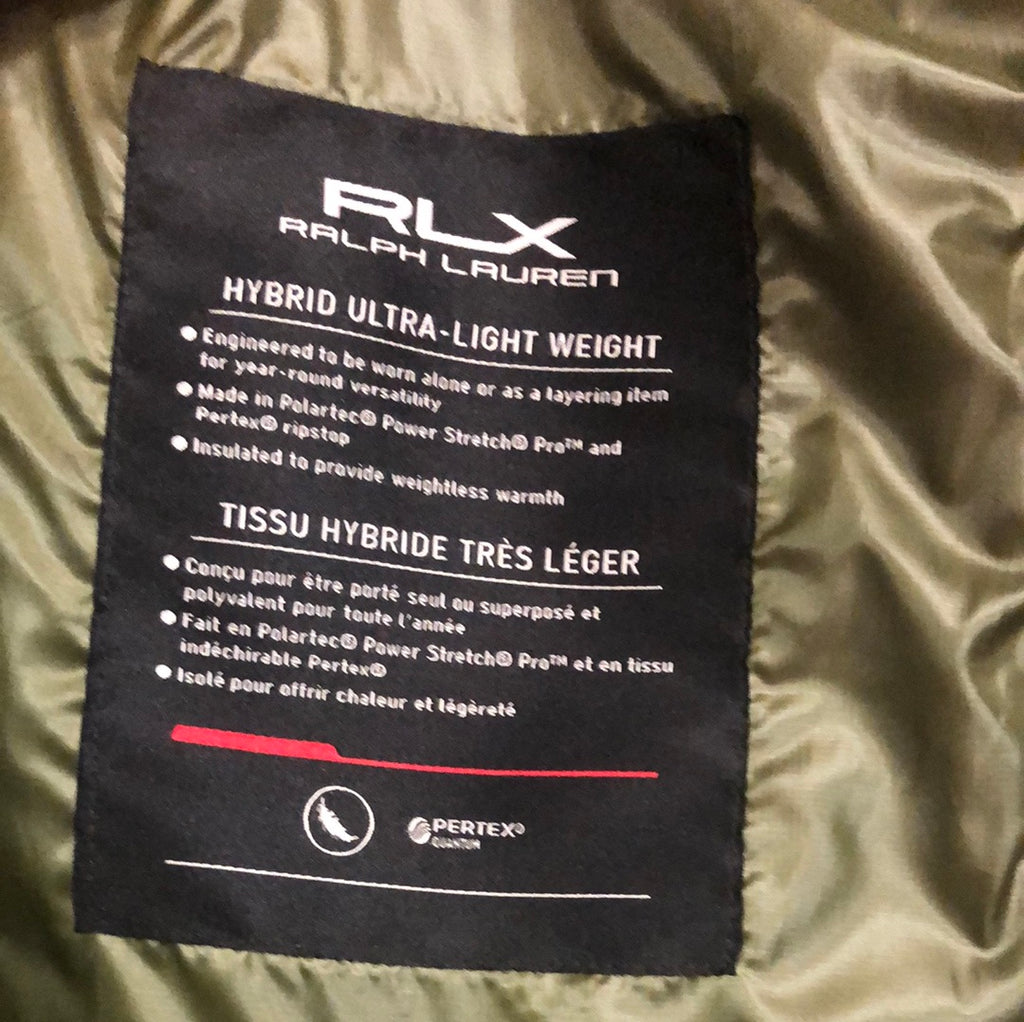 RLX
RALPH LAUREN
HYBRID ULTRA-LIGHT WEIGHT
● Engineered to be worn alone or as a layering item
for year-round versatility
● Made in Polartec® Power Stretch® Pro™ and
Pertex® ripstop
● Insulated to provide weightless warmth
TISSU HYBRIDE TRÈS LÉGER
● Conçu pour être porté seul ou superposé et
polyvalent pour toute l'année
● Fait en Polartec® Power Stretch® Pro™ et en tissu
indéchirable Pertex®
● Isolé pour offrir chaleur et légèreté
PERTEX®
QUANTUM